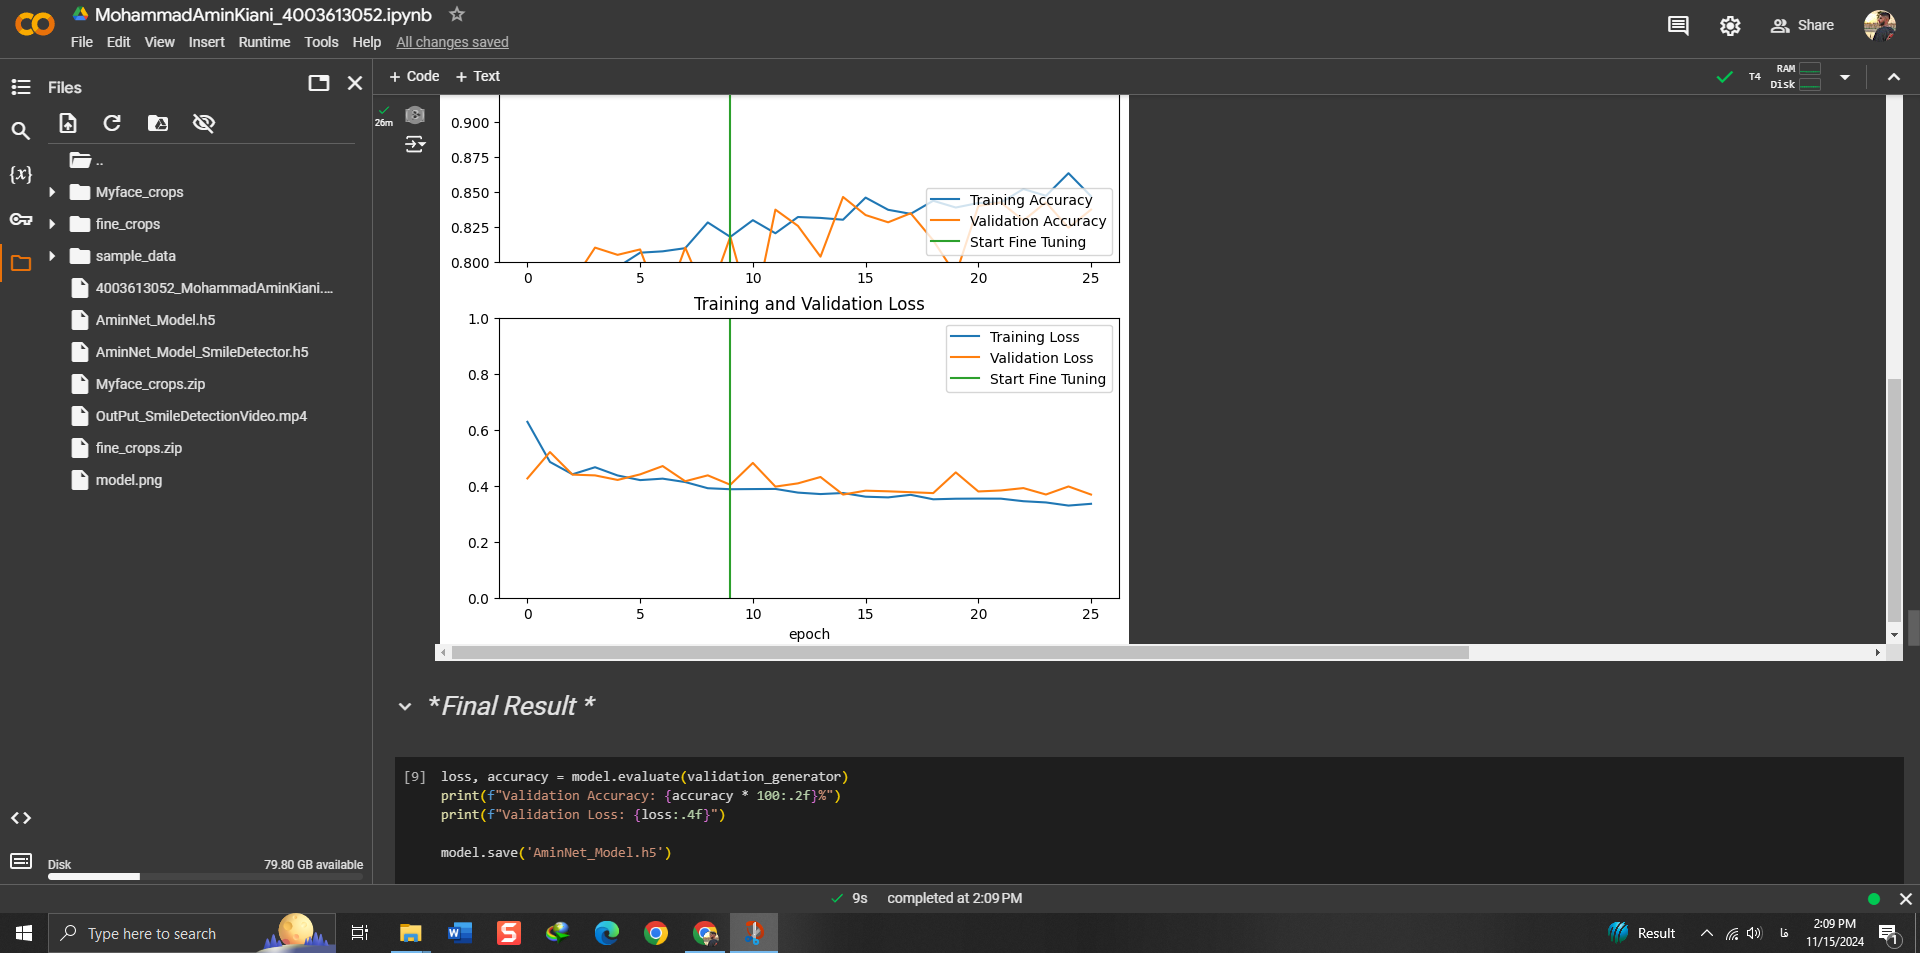 MohammadAminKiani_4003613052.ipynb
File Edit View Insert Runtime Tools Help All changes saved
Share
Files
+ Code + Text
T4
RAM
Disk
..
Myface_crops
fine_crops
sample_data
4003613052_MohammadAminKiani....
AminNet_Model.h5
AminNet_Model_SmileDetector.h5
Myface_crops.zip
OutPut_SmileDetectionVideo.mp4
fine_crops.zip
model.png
{x}
Disk 79.80 GB available
26m
0.900
0.875
0.850
0.825
0.800
Training Accuracy
Validation Accuracy
Start Fine Tuning
0 5 10 15 20 25
Training and Validation Loss
1.0
0.8
0.6
0.4
0.2
0.0
Training Loss
Validation Loss
Start Fine Tuning
0 5 10 15 20 25
epoch
*Final Result *
[9] loss, accuracy = model.evaluate(validation_generator)
print(f"Validation Accuracy: {accuracy * 100:.2f}%")
print(f"Validation Loss: {loss:.4f}")
model.save('AminNet_Model.h5')
9s completed at 2:09 PM
Type here to search
Result
فا
2:09 PM
11/15/2024
1